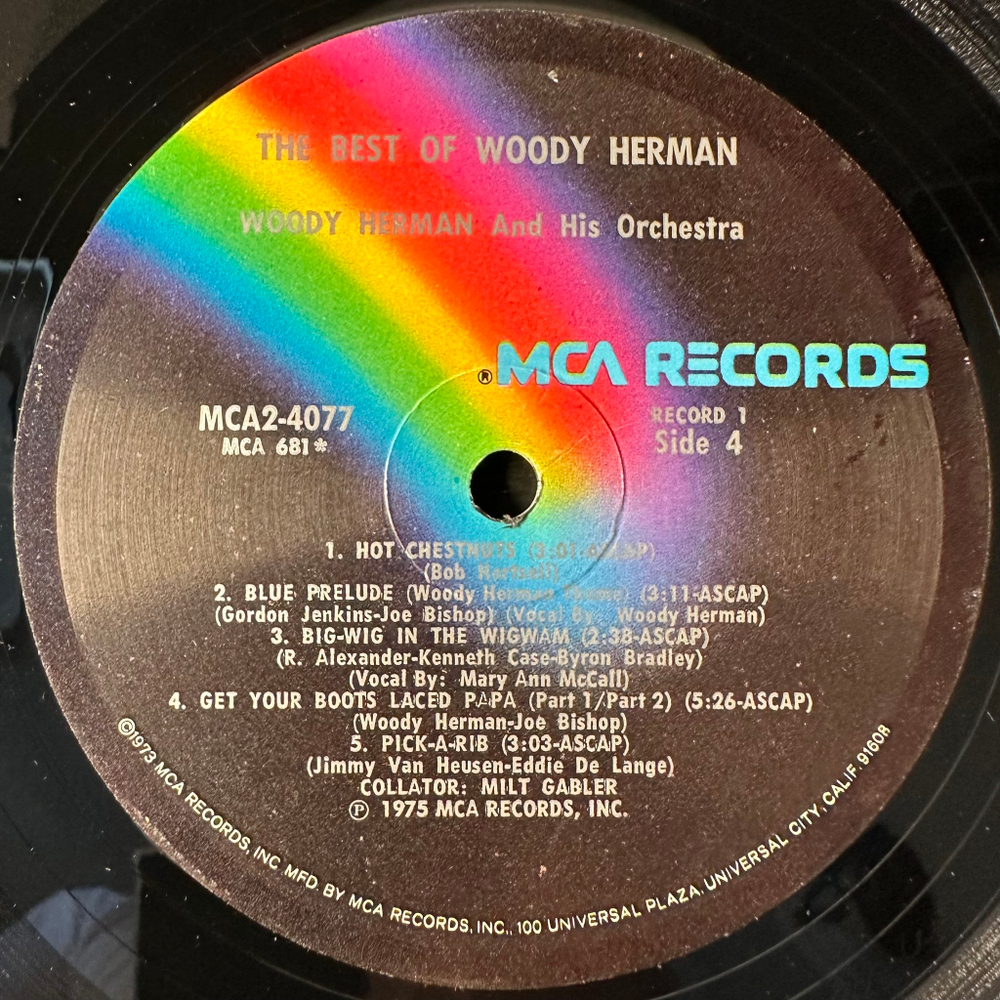 THE BEST OF WOODY HERMAN
WOODY HERMAN And His Orchestra
®MCA RECORDS
MCA2-4077
MCA 681*
RECORD 1
Side 4
1. HOT CHESTNUTS (3:01-ASCAP)
(Bob Hartsell)
2. BLUE PRELUDE (Woody Herman Theme) (3:11-ASCAP)
(Gordon Jenkins-Joe Bishop) (Vocal By: Woody Herman)
3. BIG-WIG IN THE WIGWAM (2:38-ASCAP)
(R. Alexander-Kenneth Case-Byron Bradley)
(Vocal By: Mary Ann McCall)
4. GET YOUR BOOTS LACED PAPA (Part 1/Part 2) (5:26-ASCAP)
(Woody Herman-Joe Bishop)
5. PICK-A-RIB (3:03-ASCAP)
(Jimmy Van Heusen-Eddie De Lange)
COLLATOR: MILT GABLER
Ⓟ 1975 MCA RECORDS, INC.
©1973 MCA RECORDS, INC. MFD. BY MCA RECORDS, INC., 100 UNIVERSAL PLAZA, UNIVERSAL CITY, CALIF. 91608